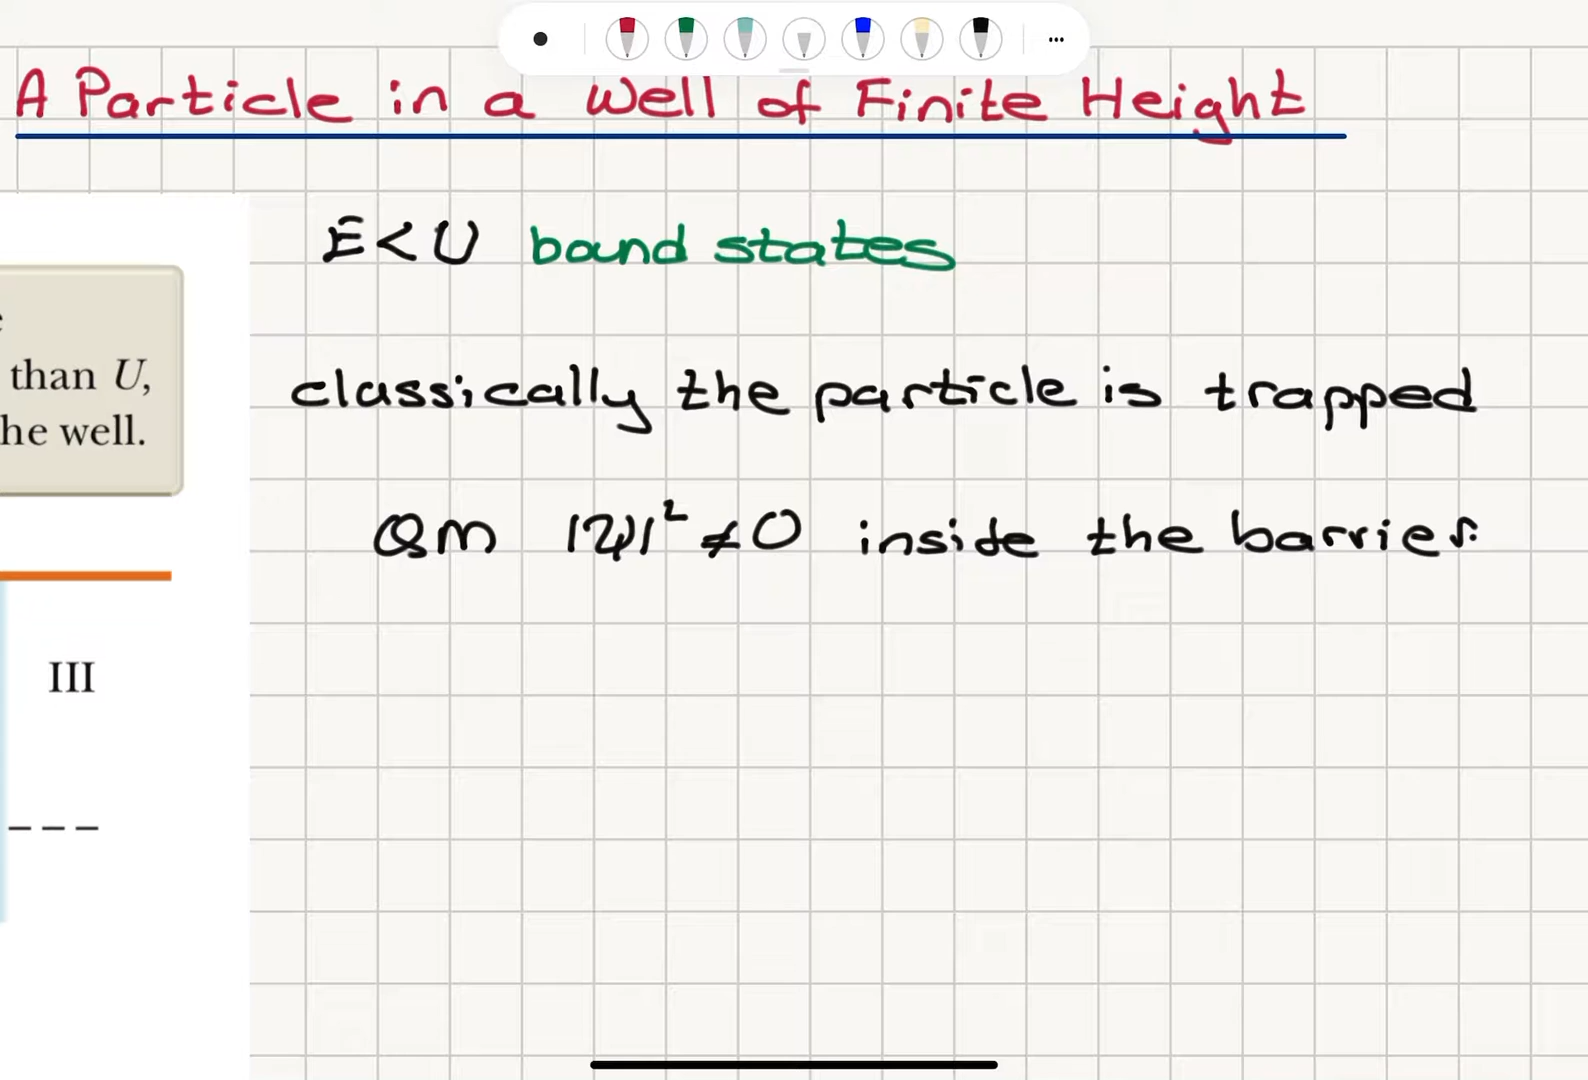 A Particle in a Well of Finite Height
E<U bound states
than U,
classically the particle is trapped
he well.
QM |ψ|² ≠ 0 inside the barrier.
III